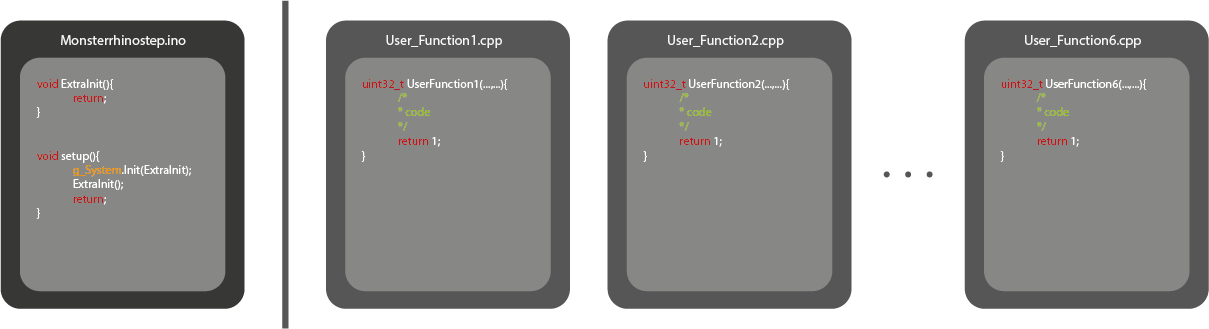 Monsterrhinostep.ino
void ExtraInit(){
return;
}
void setup(){
g_System.Init(ExtraInit);
ExtraInit();
return;
}
User_Function1.cpp
uint32_t UserFunction1(...,...){
/*
* code
*/
return 1;
}
User_Function2.cpp
uint32_t UserFunction2(...,...){
/*
* code
*/
return 1;
}
. . .
User_Function6.cpp
uint32_t UserFunction6(...,...){
/*
* code
*/
return 1;
}